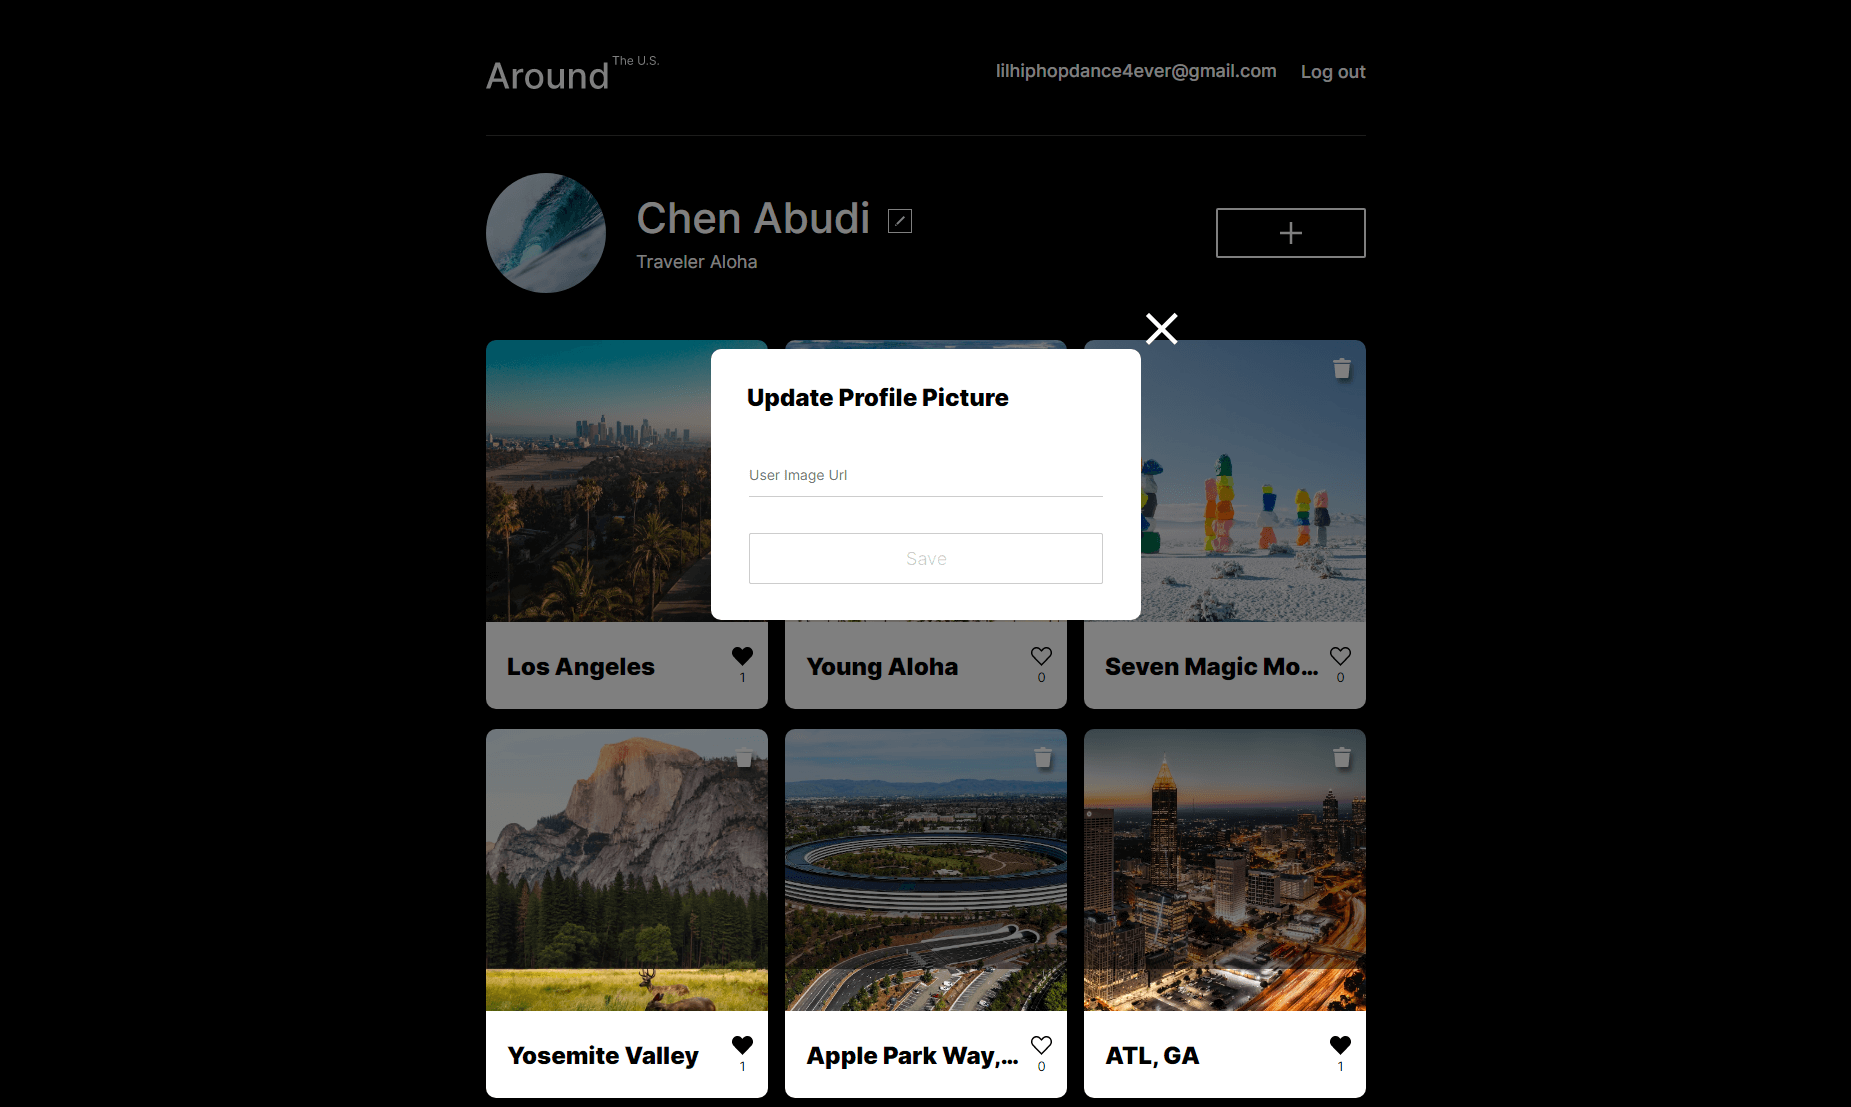 Around The U.S.
lilhiphopdance4ever@gmail.com Log out
Chen Abudi
Traveler Aloha
Update Profile Picture
User Image Url
Save
Los Angeles
1
Young Aloha
0
Seven Magic Mo...
0
Yosemite Valley
1
Apple Park Way,...
0
ATL, GA
1